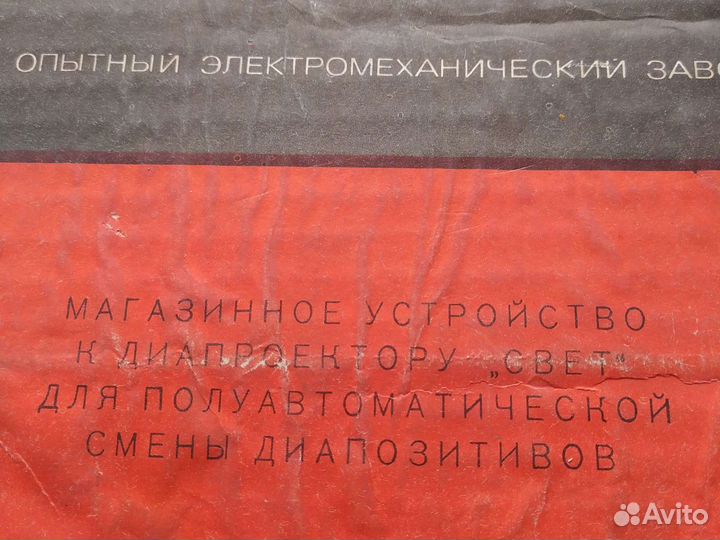 ОПЫТНЫЙ ЭЛЕКТРОМЕХАНИЧЕСКИЙ
МАГАЗИННОЕ УСТРОЙСТВО
К ДИАПРОЕКТОРУ „СВЕТ“
ДЛЯ ПОЛУАВТОМАТИЧЕСКОЙ
СМЕНЫ ДИАПОЗИТИВОВ
Avito